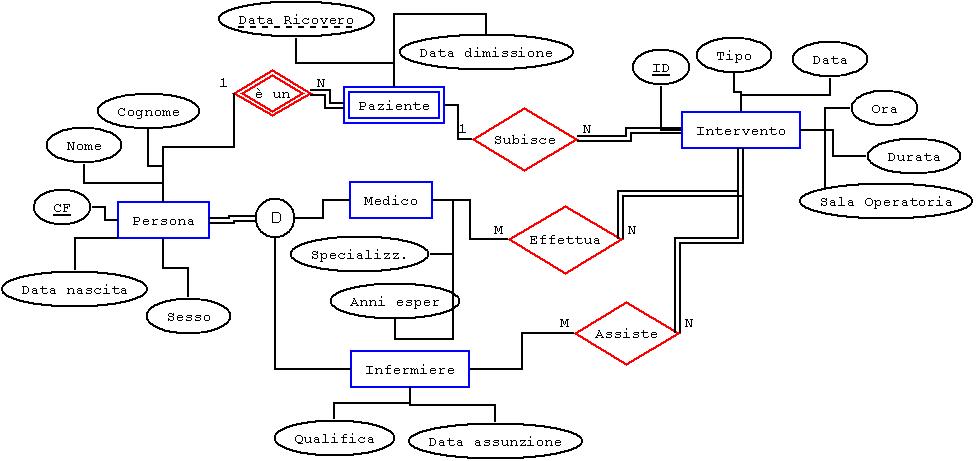 Data Ricovero
Data dimissione
ID
Tipo
Data
1
è un
N
Paziente
Ora
Cognome
1
Subisce
N
Intervento
Nome
Durata
CF
Persona
D
Medico
Sala Operatoria
M
Effettua
N
Specializz.
Data nascita
Anni esper
Sesso
M
Assiste
N
Infermiere
Qualifica
Data assunzione